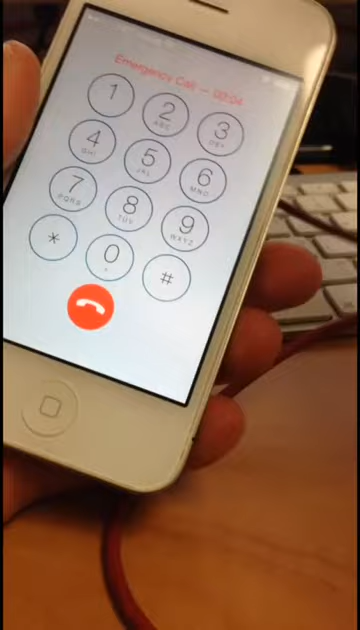 Emergency Call — 00:04
1
2
ABC
3
DEF
4
GHI
5
JKL
6
MNO
7
PQRS
8
TUV
9
WXYZ
*
0
+
#